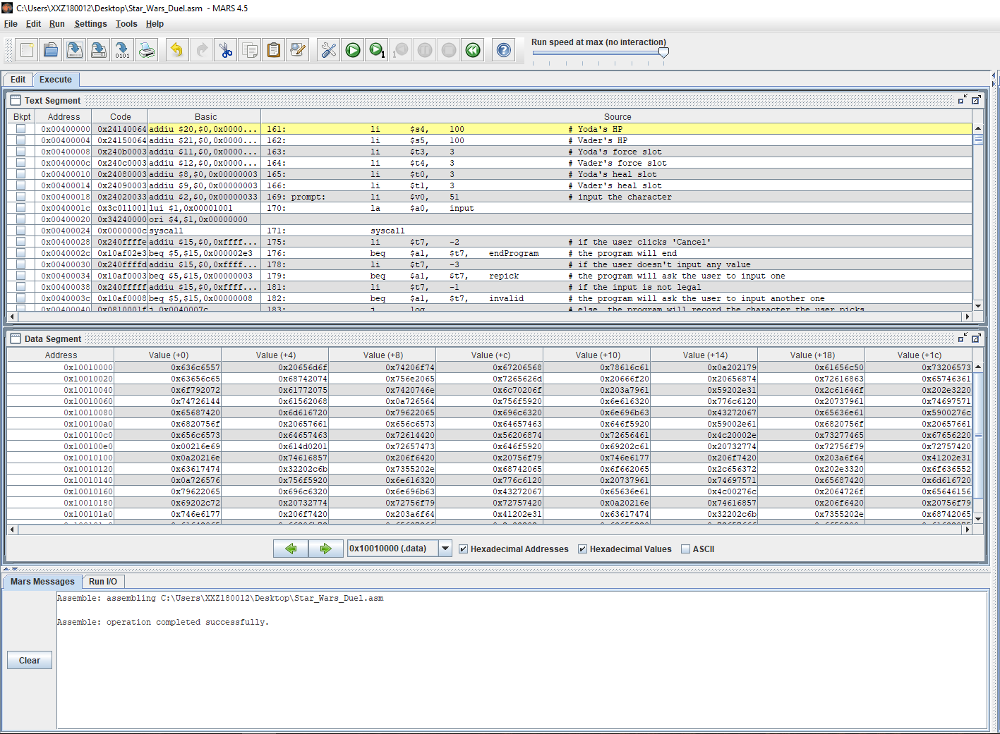 C:\Users\XXZ180012\Desktop\Star_Wars_Duel.asm - MARS 4.5
File Edit Run Settings Tools Help
Run speed at max (no interaction)
Edit Execute
Text Segment
Bkpt Address Code Basic Source
0x00400000 0x24140064 addiu $20,$0,0x0000... 161: li $s4, 100 # Yoda's HP
0x00400004 0x24150064 addiu $21,$0,0x0000... 162: li $s5, 100 # Vader's HP
0x00400008 0x240b0003 addiu $11,$0,0x0000... 163: li $t3, 3 # Yoda's force slot
0x0040000c 0x240c0003 addiu $12,$0,0x0000... 164: li $t4, 3 # Vader's force slot
0x00400010 0x24080003 addiu $8,$0,0x00000003 165: li $t0, 3 # Yoda's heal slot
0x00400014 0x24090003 addiu $9,$0,0x00000003 166: li $t1, 3 # Vader's heal slot
0x00400018 0x24020033 addiu $2,$0,0x00000033 169: prompt: li $v0, 51 # input the character
0x0040001c 0x3c011001 lui $1,0x00001001 170: la $a0, input
0x00400020 0x34240000 ori $4,$1,0x00000000
0x00400024 0x0000000c syscall 171: syscall
0x00400028 0x240ffffe addiu $15,$0,0xffff... 175: li $t7, -2 # if the user clicks 'Cancel'
0x0040002c 0x10af02e3 beq $5,$15,0x000002e3 176: beq $a1, $t7, endProgram # the program will end
0x00400030 0x240ffffd addiu $15,$0,0xffff... 178: li $t7, -3 # if the user doesn't input any value
0x00400034 0x10af0003 beq $5,$15,0x00000003 179: beq $a1, $t7, repick # the program will ask the user to input one
0x00400038 0x240fffff addiu $15,$0,0xffff... 181: li $t7, -1 # if the input is not legal
0x0040003c 0x10af0008 beq $5,$15,0x00000008 182: beq $a1, $t7, invalid # the program will ask the user to input another one
0x00400040 0x0810001f j 0x0040007c 183: j log # else, the program will record the character the user picks
Data Segment
Address Value (+0) Value (+4) Value (+8) Value (+c) Value (+10) Value (+14) Value (+18) Value (+1c)
0x10010000 0x636c6557 0x20656d6f 0x74206f74 0x67206568 0x78616c61 0x0a202179 0x61656c50 0x73206573
0x10010020 0x63656c65 0x68742074 0x756e2065 0x7265626d 0x20666f20 0x20656874 0x72616863 0x65746361
0x10010040 0x6f792072 0x61772075 0x7420746e 0x6c70206f 0x203a7961 0x59202e31 0x2c61646f 0x202e3220
0x10010060 0x74726144 0x61562068 0x0a726564 0x756f5920 0x6e616320 0x776c6120 0x20737961 0x74697571
0x10010080 0x65687420 0x6d616720 0x79622065 0x696c6320 0x6e696b63 0x43272067 0x65636e61 0x5900276c
0x100100a0 0x6820756f 0x20657661 0x656c6573 0x64657463 0x646f5920 0x59002e61 0x6820756f 0x20657661
0x100100c0 0x656c6573 0x64657463 0x72614420 0x56206874 0x72656461 0x4c20002e 0x73277465 0x67656220
0x100100e0 0x00216e69 0x614d0201 0x72657473 0x646f5920 0x69202c61 0x20732774 0x72756f79 0x72757420
0x10010100 0x0a20216e 0x74616857 0x206f6420 0x20756f79 0x746e6177 0x206f7420 0x203a6f64 0x41202e31
0x10010120 0x63617474 0x32202c6b 0x7355202e 0x68742065 0x6f662065 0x2c656372 0x202e3320 0x6f636552
0x10010140 0x0a726576 0x756f5920 0x6e616320 0x776c6120 0x20737961 0x74697571 0x65687420 0x6d616720
0x10010160 0x79622065 0x696c6320 0x6e696b63 0x43272067 0x65636e61 0x4c00276c 0x2064726f 0x65646156
0x10010180 0x69202c72 0x20732774 0x72756f79 0x72757420 0x0a20216e 0x74616857 0x206f6420 0x20756f79
0x100101a0 0x746e6177 0x206f7420 0x203a6f64 0x41202e31 0x63617474 0x32202c6b 0x7355202e 0x68742065
0x10010000 (.data) Hexadecimal Addresses Hexadecimal Values ASCII
Mars Messages Run I/O
Assemble: assembling C:\Users\XXZ180012\Desktop\Star_Wars_Duel.asm
Assemble: operation completed successfully.
Clear